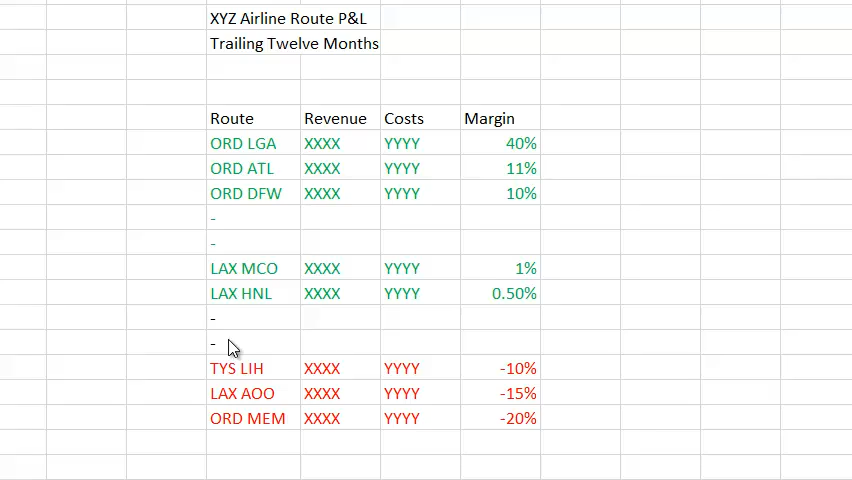 XYZ Airline Route P&L
Trailing Twelve Months
Route Revenue Costs Margin
ORD LGA XXXX YYYY 40%
ORD ATL XXXX YYYY 11%
ORD DFW XXXX YYYY 10%
-
-
LAX MCO XXXX YYYY 1%
LAX HNL XXXX YYYY 0.50%
-
-
TYS LIH XXXX YYYY -10%
LAX AOO XXXX YYYY -15%
ORD MEM XXXX YYYY -20%